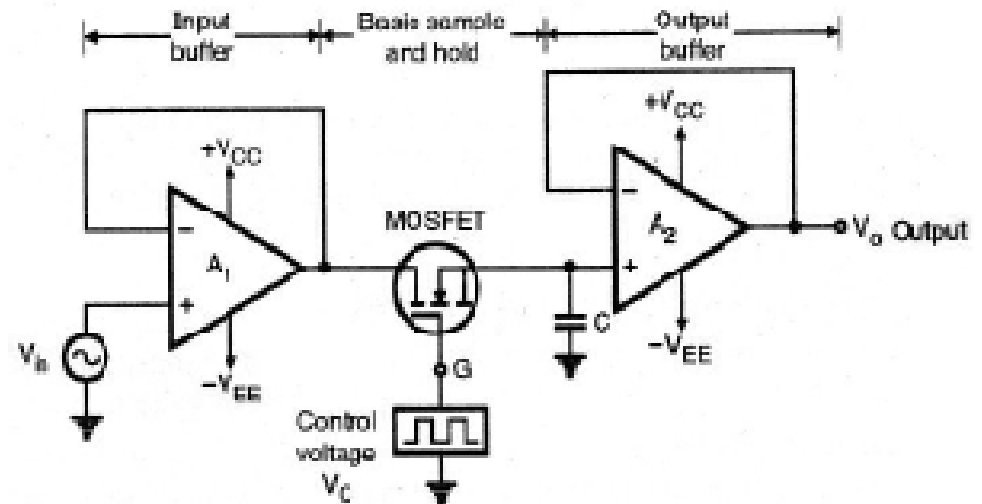 Input
buffer
Basic sample
and hold
Output
buffer
+VCC
+VCC
MOSFET
−
A1
+
−
A2
+
Vo Output
Vin
−VEE
C
−VEE
G
Control
voltage
VC